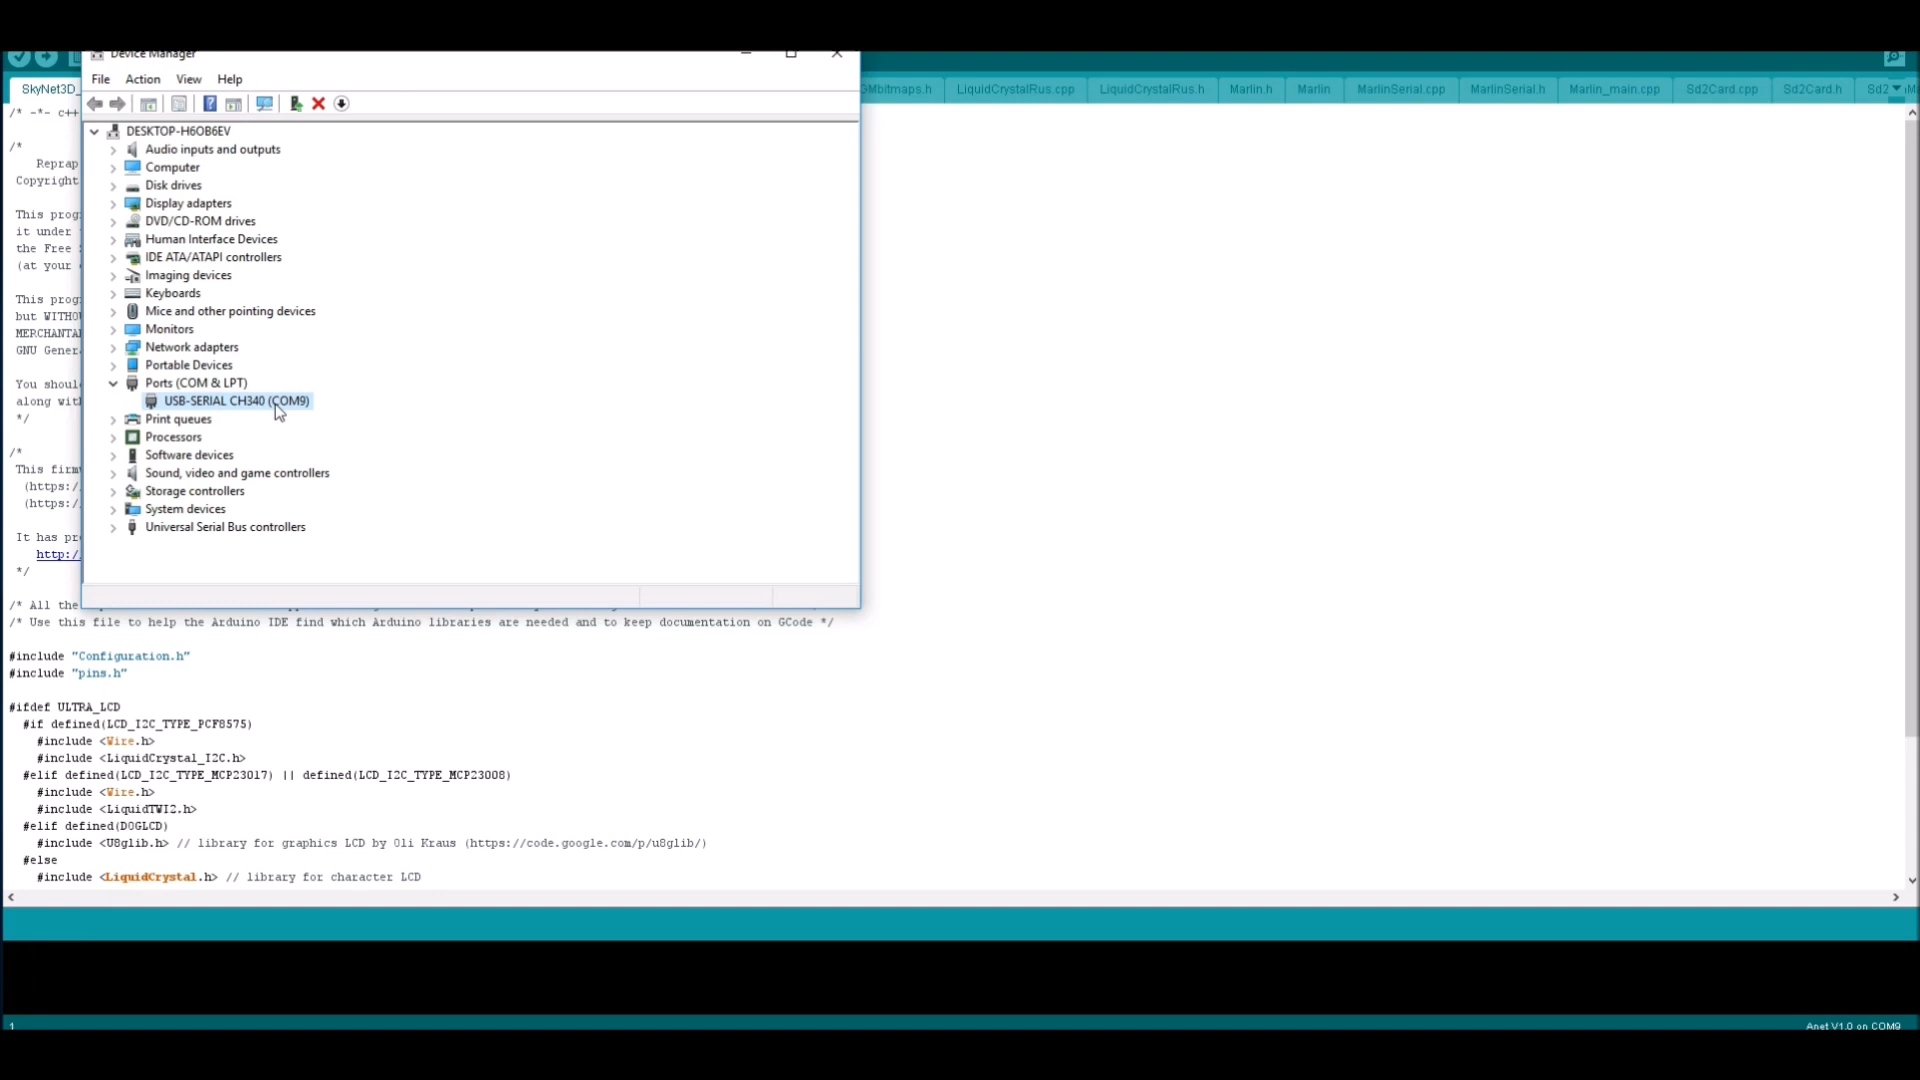 Device Manager
File Action View Help
SkyNet3D_
GMbitmaps.h LiquidCrystalRus.cpp LiquidCrystalRus.h Marlin.h Marlin MarlinSerial.cpp MarlinSerial.h Marlin_main.cpp Sd2Card.cpp Sd2Card.h Sd2
DESKTOP-H6OB6EV
Audio inputs and outputs
Computer
Disk drives
Display adapters
DVD/CD-ROM drives
Human Interface Devices
IDE ATA/ATAPI controllers
Imaging devices
Keyboards
Mice and other pointing devices
Monitors
Network adapters
Portable Devices
Ports (COM & LPT)
USB-SERIAL CH340 (COM9)
Print queues
Processors
Software devices
Sound, video and game controllers
Storage controllers
System devices
Universal Serial Bus controllers
/* -*- c++
/*
Reprap
Copyright
This prog
it under
the Free
(at your
This prog
but WITHOU
MERCHANTA
GNU Gener
You shoul
along wit
*/
/*
This firm
(https:/
(https:/
It has pr
http:/
*/
/* All the
/* Use this file to help the Arduino IDE find which Arduino libraries are needed and to keep documentation on GCode */
#include "Configuration.h"
#include "pins.h"
#ifdef ULTRA_LCD
#if defined(LCD_I2C_TYPE_PCF8575)
#include <Wire.h>
#include <LiquidCrystal_I2C.h>
#elif defined(LCD_I2C_TYPE_MCP23017) || defined(LCD_I2C_TYPE_MCP23008)
#include <Wire.h>
#include <LiquidTWI2.h>
#elif defined(DOGLCD)
#include <U8glib.h> // library for graphics LCD by Oli Kraus (https://code.google.com/p/u8glib/)
#else
#include <LiquidCrystal.h> // library for character LCD
1
Anet V1.0 on COM9